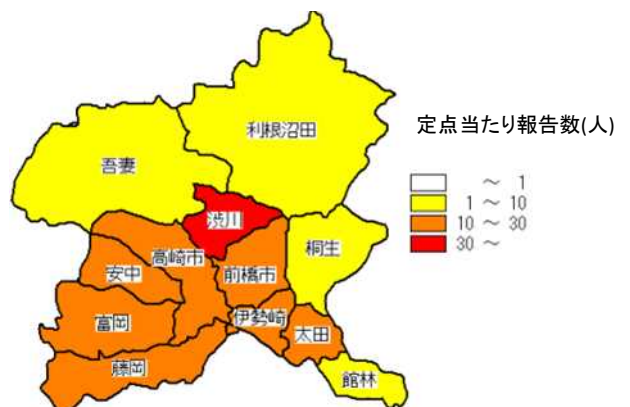 利根沼田
定点当たり報告数(人)
吾妻
～ 1
1 ～ 10
10 ～ 30
30 ～
渋川
桐生
高崎市
前橋市
安中
伊勢崎
富岡
太田
藤岡
館林